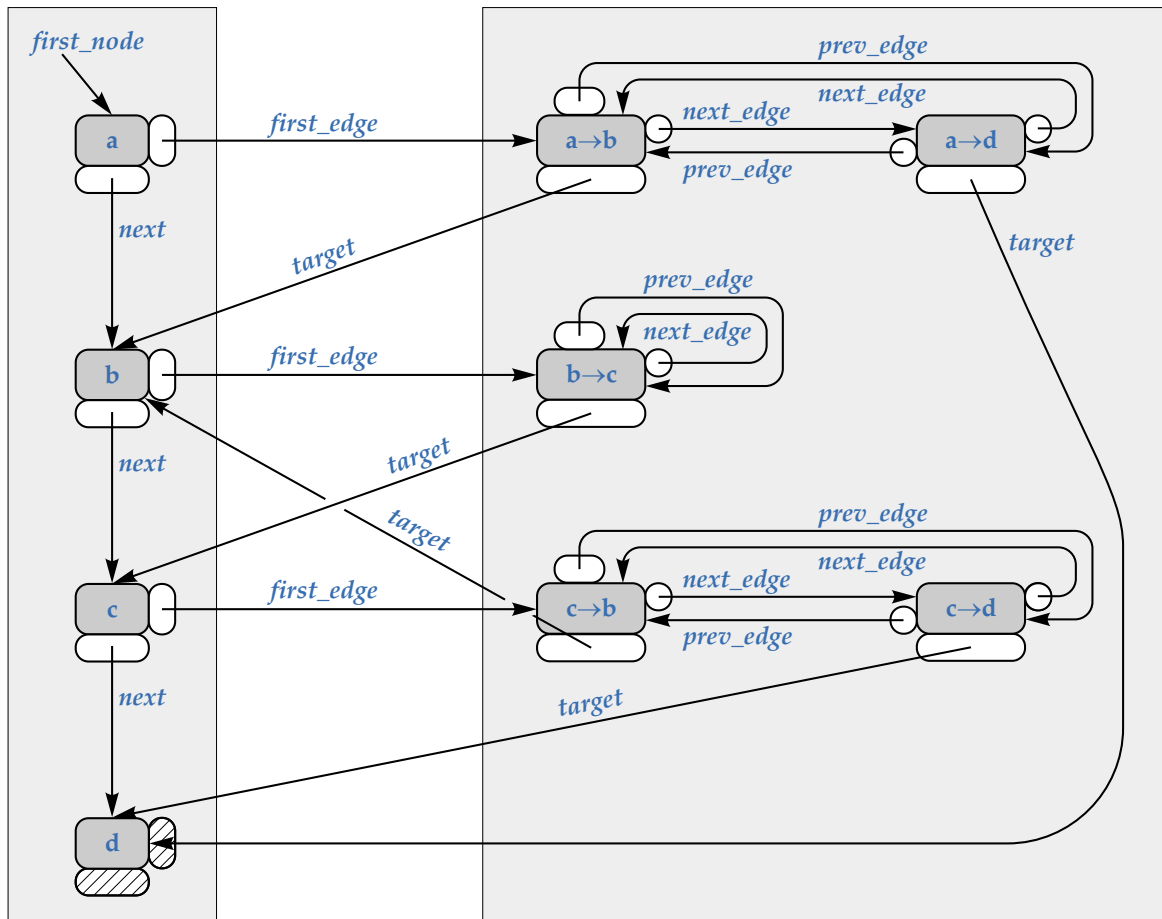 first_node
prev_edge
next_edge
a
first_edge
a→b
next_edge
prev_edge
a→d
next
target
target
prev_edge
next_edge
b
first_edge
b→c
next
target
target
prev_edge
next_edge
c
first_edge
c→b
next_edge
prev_edge
c→d
next
target
d